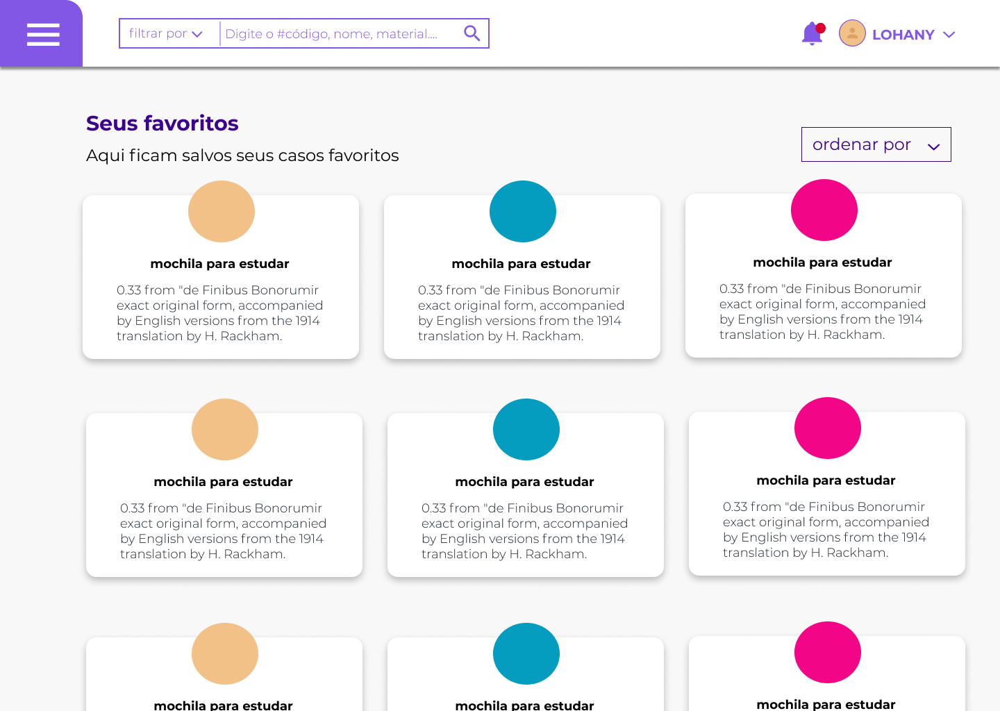 filtrar por
Digite o #código, nome, material....
LOHANY
Seus favoritos
Aqui ficam salvos seus casos favoritos
ordenar por
mochila para estudar
0.33 from "de Finibus Bonorumir
exact original form, accompanied
by English versions from the 1914
translation by H. Rackham.
mochila para estudar
0.33 from "de Finibus Bonorumir
exact original form, accompanied
by English versions from the 1914
translation by H. Rackham.
mochila para estudar
0.33 from "de Finibus Bonorumir
exact original form, accompanied
by English versions from the 1914
translation by H. Rackham.
mochila para estudar
0.33 from "de Finibus Bonorumir
exact original form, accompanied
by English versions from the 1914
translation by H. Rackham.
mochila para estudar
0.33 from "de Finibus Bonorumir
exact original form, accompanied
by English versions from the 1914
translation by H. Rackham.
mochila para estudar
0.33 from "de Finibus Bonorumir
exact original form, accompanied
by English versions from the 1914
translation by H. Rackham.
mochila para estudar
mochila para estudar
mochila para estudar